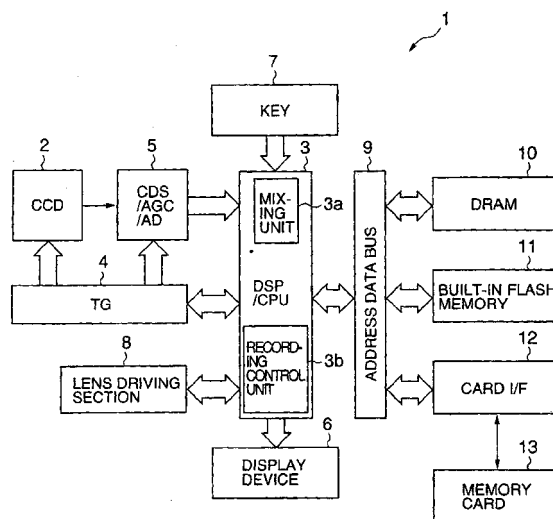 1
7
KEY
2
CCD
5
CDS
/AGC
/AD
3
MIX-
ING
UNIT
3a
9
ADDRESS DATA BUS
10
DRAM
4
TG
DSP
/CPU
11
BUILT-IN FLASH
MEMORY
8
LENS DRIVING
SECTION
RECORD-
ING
CONTROL
UNIT
3b
12
CARD I/F
6
DISPLAY
DEVICE
13
MEMORY
CARD